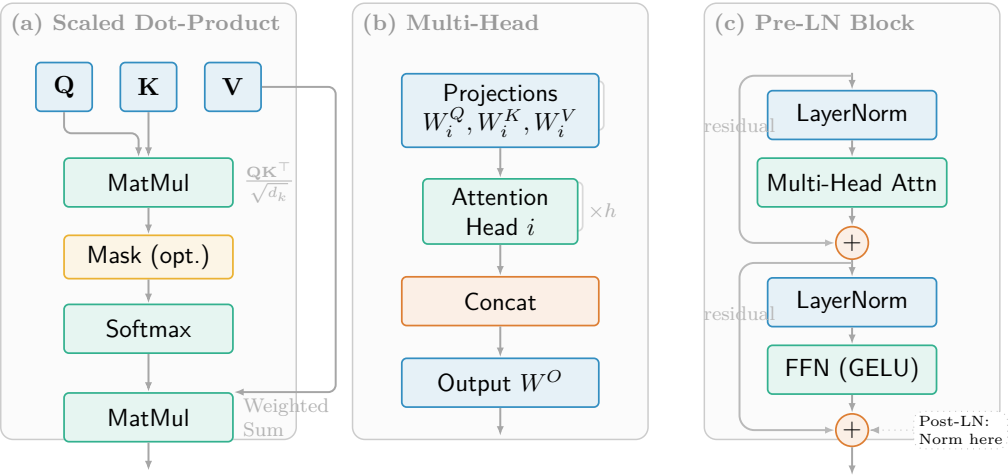 (a) Scaled Dot-Product
Q K V
MatMul
QK⊤
√dk
Mask (opt.)
Softmax
MatMul
Weighted
Sum
(b) Multi-Head
Projections
W_i^Q, W_i^K, W_i^V
Attention
Head i
×h
Concat
Output W^O
(c) Pre-LN Block
LayerNorm
residual
Multi-Head Attn
+
LayerNorm
residual
FFN (GELU)
+
Post-LN:
Norm here